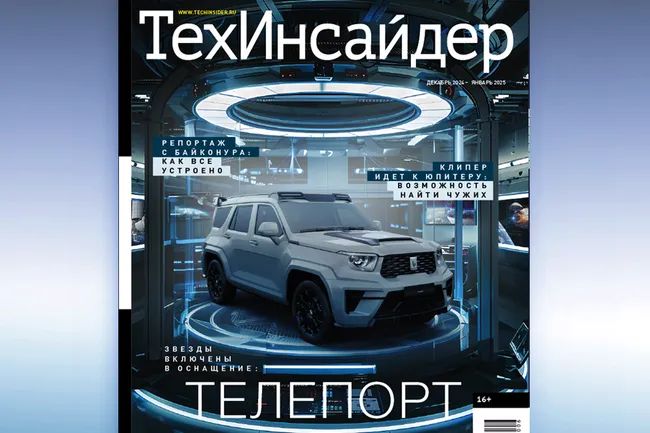 WWW.TECHINSIDER.RU
ТехИнсайдер
ДЕКАБРЬ 2024 – ЯНВАРЬ 2025
РЕПОРТАЖ
С БАЙКОНУРА:
КАК ВСЕ
УСТРОЕНО
КЛИПЕР
ИДЕТ К ЮПИТЕРУ:
ВОЗМОЖНОСТЬ
НАЙТИ ЧУЖИХ
ЗВЕЗДЫ
ВКЛЮЧЕНЫ
В ОСНАЩЕНИЕ:
ТЕЛЕПОРТ
16+